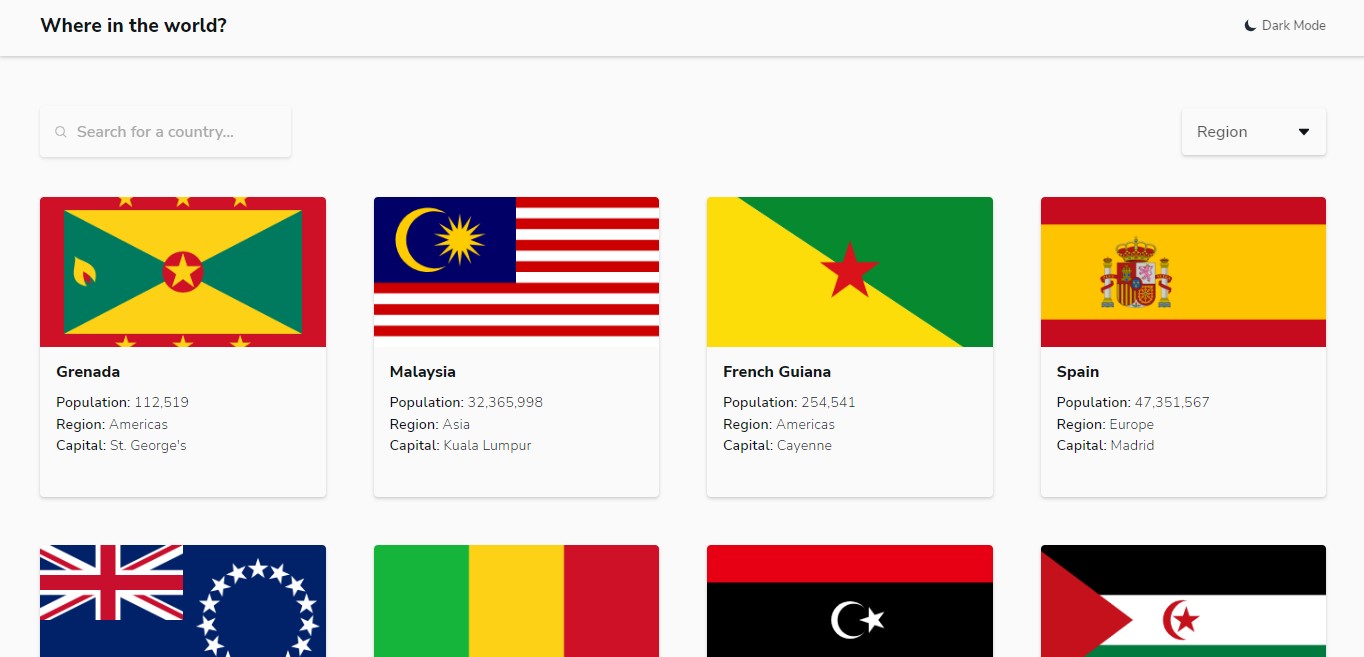 Where in the world?
Dark Mode
Search for a country...
Region
Grenada
Population: 112,519
Region: Americas
Capital: St. George's
Malaysia
Population: 32,365,998
Region: Asia
Capital: Kuala Lumpur
French Guiana
Population: 254,541
Region: Americas
Capital: Cayenne
Spain
Population: 47,351,567
Region: Europe
Capital: Madrid